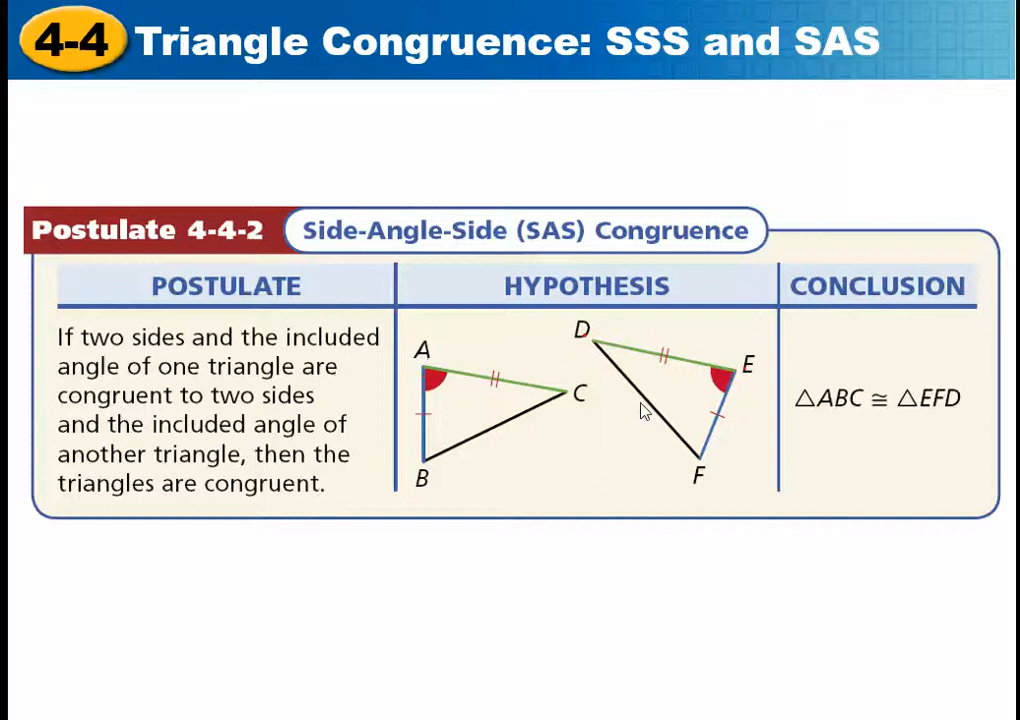 4-4 Triangle Congruence: SSS and SAS
Postulate 4-4-2 Side-Angle-Side (SAS) Congruence
POSTULATE HYPOTHESIS CONCLUSION
If two sides and the included
angle of one triangle are
congruent to two sides
and the included angle of
another triangle, then the
triangles are congruent.
A
C
B
D
E
F
△ABC ≅ △EFD